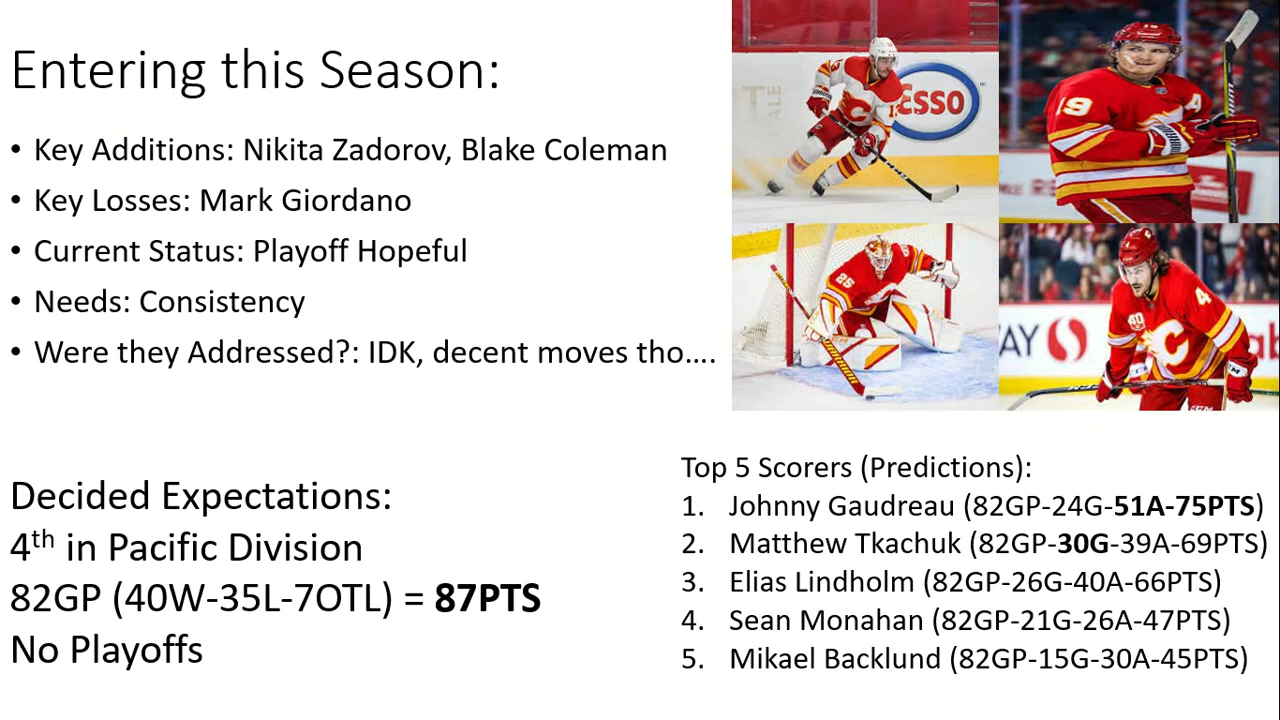 Entering this Season:
• Key Additions: Nikita Zadorov, Blake Coleman
• Key Losses: Mark Giordano
• Current Status: Playoff Hopeful
• Needs: Consistency
• Were they Addressed?: IDK, decent moves tho….
ESSO
19
A
25
4
C
Decided Expectations:
4th in Pacific Division
82GP (40W-35L-7OTL) = 87PTS
No Playoffs
Top 5 Scorers (Predictions):
1. Johnny Gaudreau (82GP-24G-51A-75PTS)
2. Matthew Tkachuk (82GP-30G-39A-69PTS)
3. Elias Lindholm (82GP-26G-40A-66PTS)
4. Sean Monahan (82GP-21G-26A-47PTS)
5. Mikael Backlund (82GP-15G-30A-45PTS)